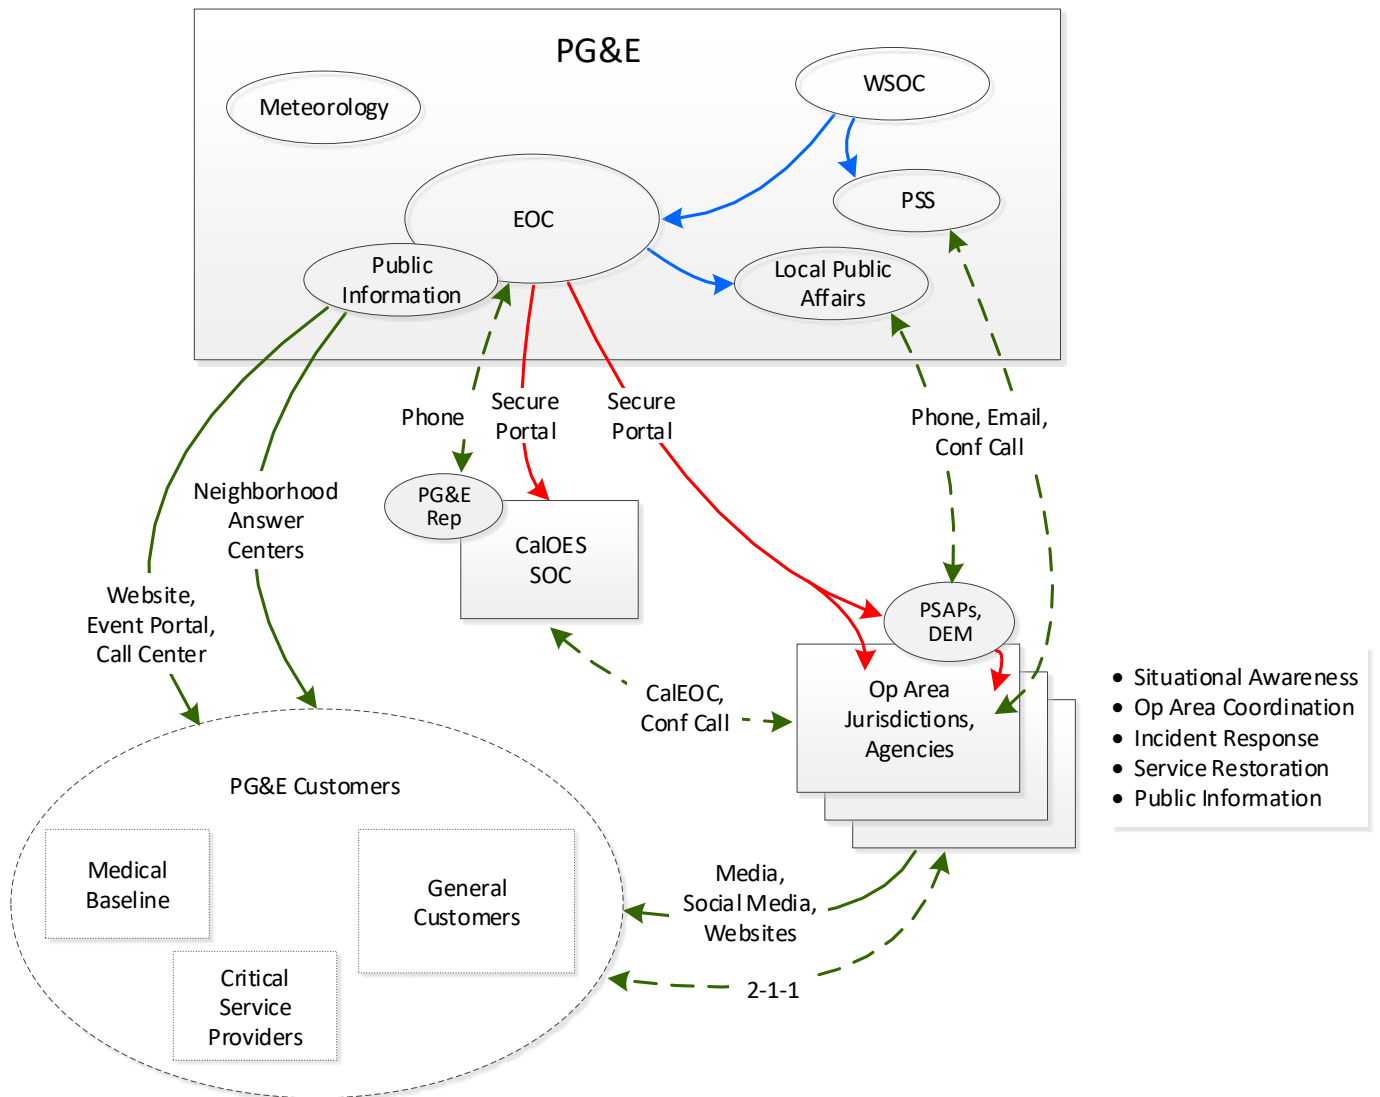 PG&E
WSOC
Meteorology
PSS
EOC
Public
Information
Local Public
Affairs
Phone
Secure
Portal
Secure
Portal
Phone, Email,
Conf Call
Neighborhood
Answer
Centers
PG&E
Rep
CalOES
SOC
Website,
Event Portal,
Call Center
PSAPs,
DEM
CalEOC,
Conf Call
Op Area
Jurisdictions,
Agencies
• Situational Awareness
• Op Area Coordination
• Incident Response
• Service Restoration
• Public Information
PG&E Customers
Medical
Baseline
General
Customers
Critical
Service
Providers
Media,
Social Media,
Websites
2-1-1